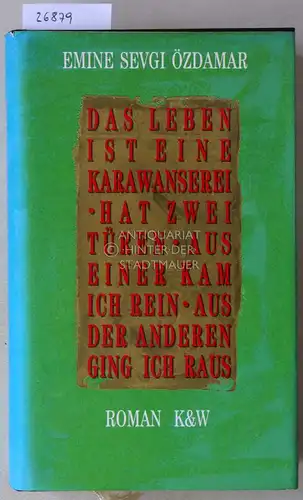 26879
EMINE SEVGI ÖZDAMAR
DAS LEBEN
IST EINE
KARAWANSEREI
• HAT ZWEI
TÜREN • AUS
EINER KAM
ICH REIN • AUS
DER ANDEREN
GING ICH RAUS
ANTIQUARIAT
HINTER DER
STADTMAUER
ROMAN K&W